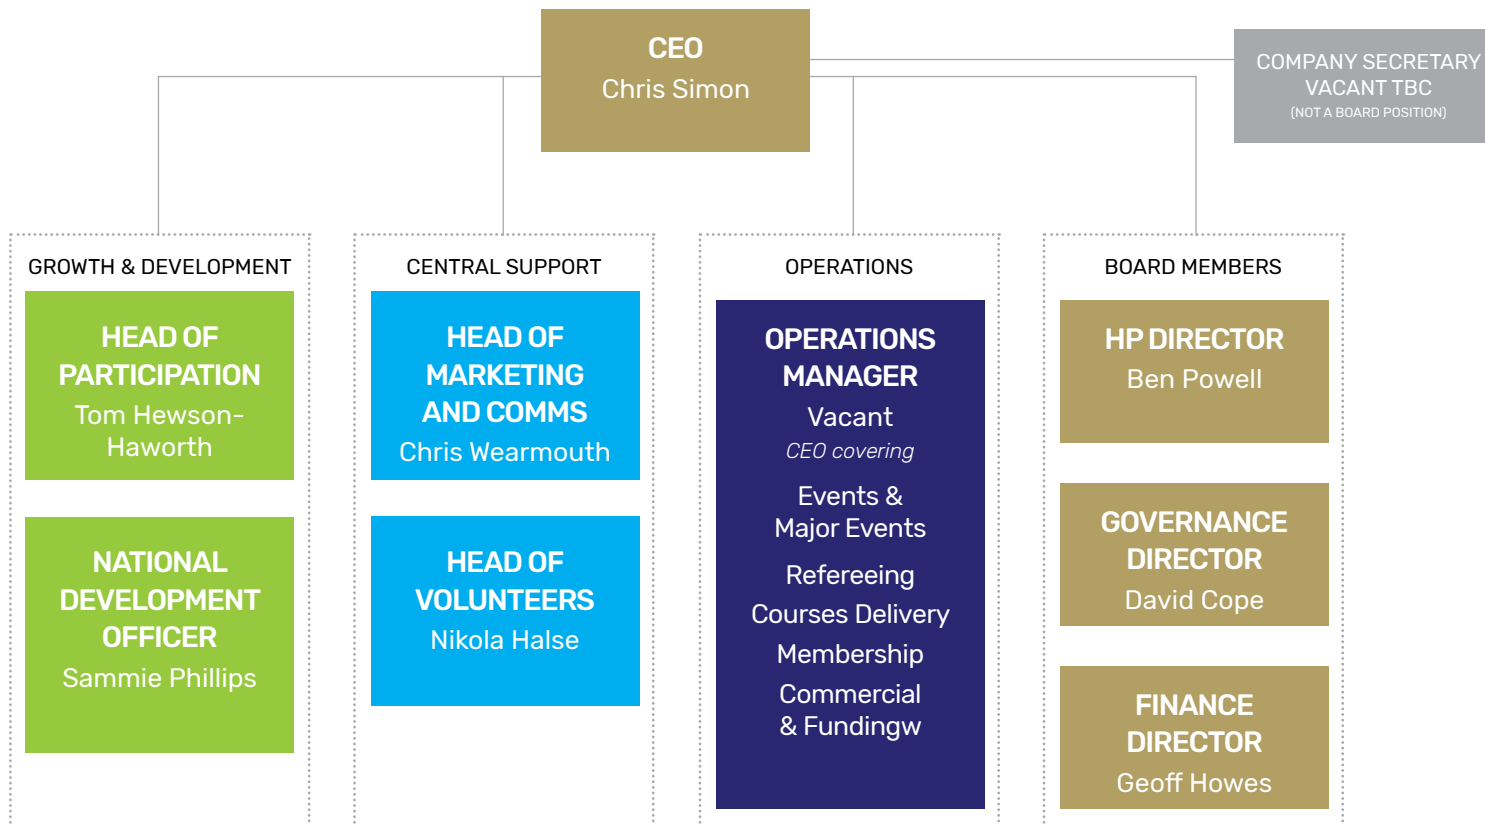 CEO
Chris Simon
COMPANY SECRETARY
VACANT TBC
(NOT A BOARD POSITION)
GROWTH & DEVELOPMENT
HEAD OF
PARTICIPATION
Tom Hewson-
Haworth
NATIONAL
DEVELOPMENT
OFFICER
Sammie Phillips
CENTRAL SUPPORT
HEAD OF
MARKETING
AND COMMS
Chris Wearmouth
HEAD OF
VOLUNTEERS
Nikola Halse
OPERATIONS
OPERATIONS
MANAGER
Vacant
CEO covering
Events &
Major Events
Refereeing
Courses Delivery
Membership
Commercial
& Fundingw
BOARD MEMBERS
HP DIRECTOR
Ben Powell
GOVERNANCE
DIRECTOR
David Cope
FINANCE
DIRECTOR
Geoff Howes